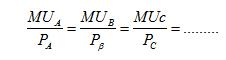 MU_A/P_A = MU_B/P_β = MUc/P_C = .........